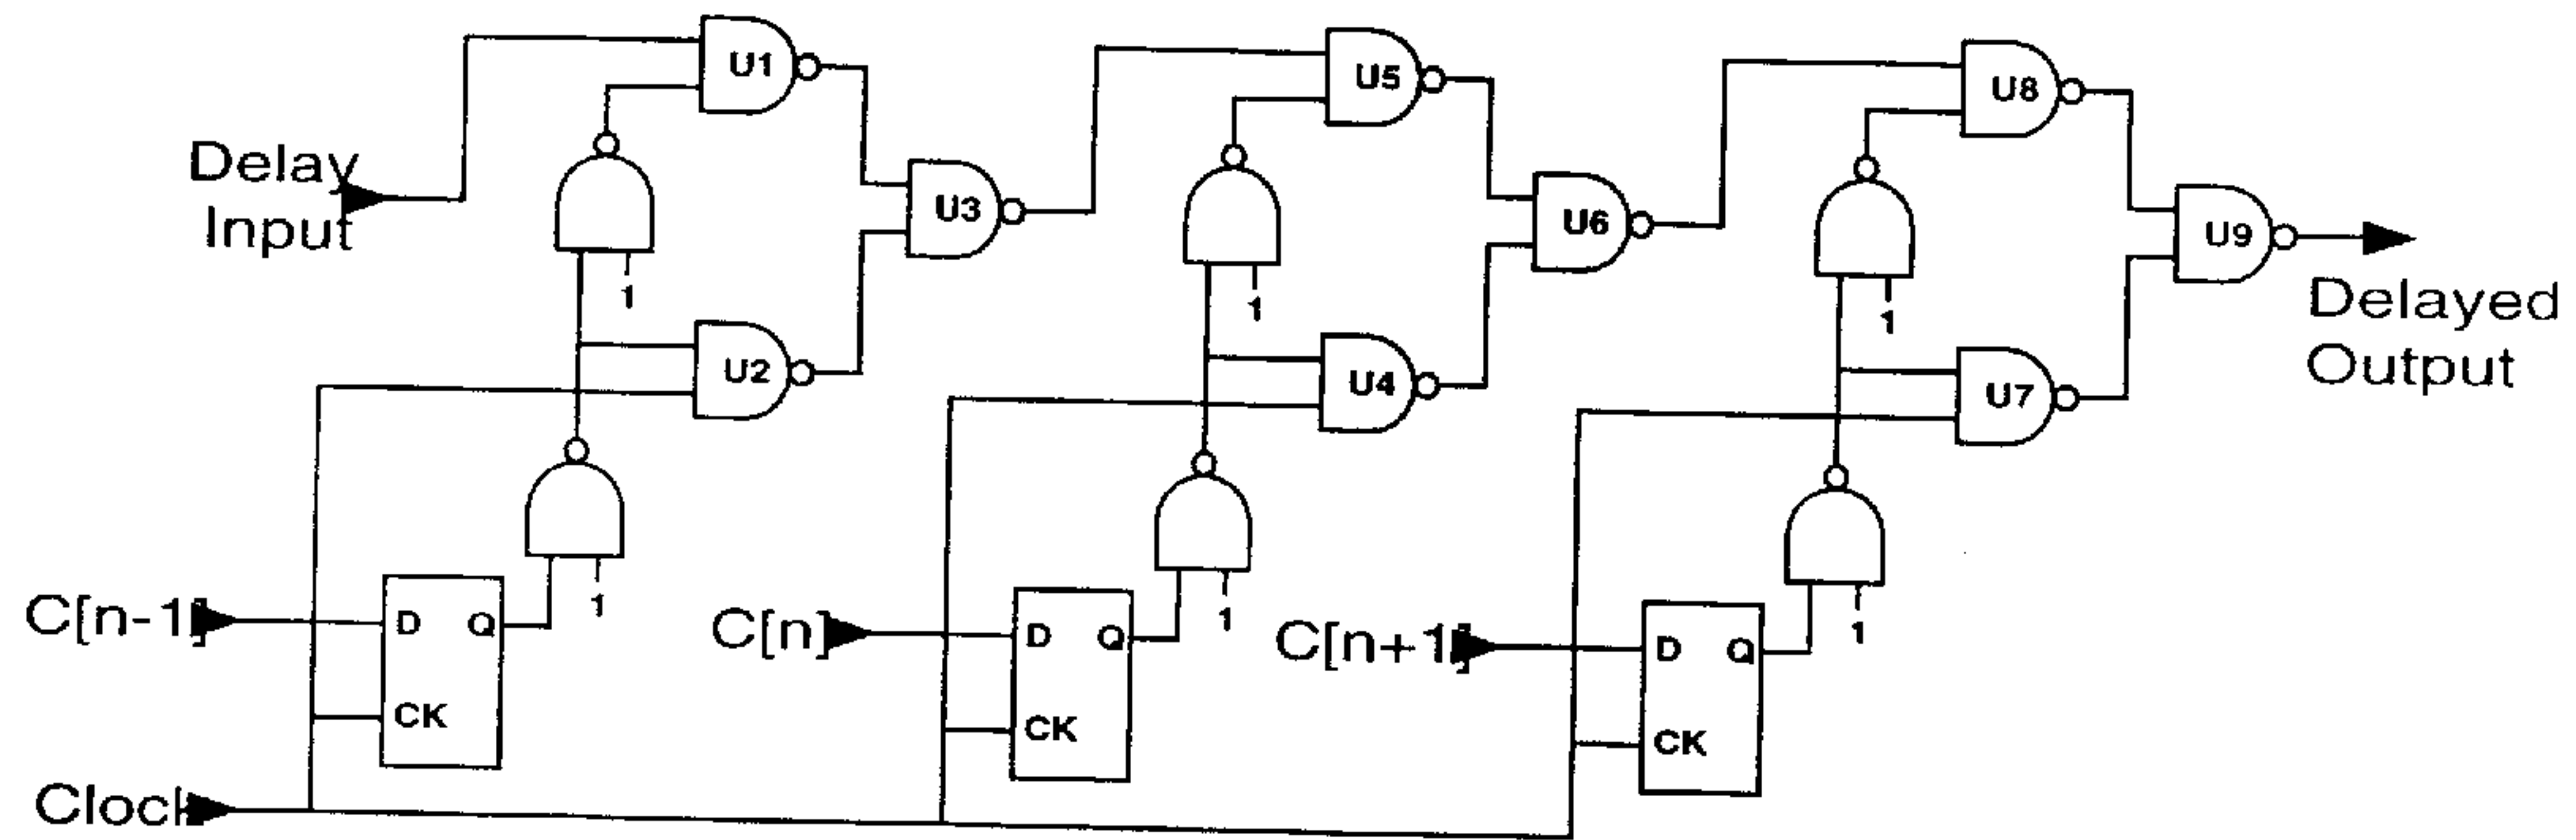 U1
U5
U8
Delay
Input
U3
U6
U9
1
1
1
Delayed
Output
U2
U4
U7
1
1
1
C[n-1]
D
Q
CK
C[n]
D
Q
CK
C[n+1]
D
Q
CK
Clock